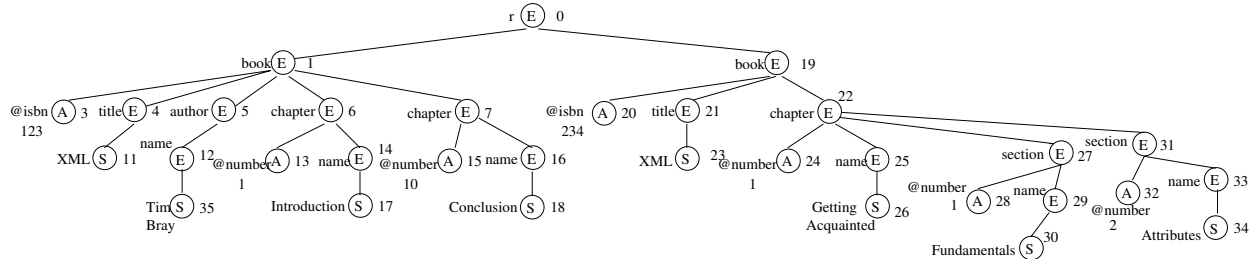 r E 0
book E 1
book E 19
@isbn A 3 title E 4 author E 5 chapter E 6 chapter E 7 @isbn A 20 title E 21 chapter E 22
123
234
XML S 11 name E 12 @number A 13 name E 14 @number A 15 name E 16 XML S 23 @number A 24 name E 25 section E 27 section E 31
1
10
1
Tim S 35
Bray
Introduction S 17
Conclusion S 18
Getting S 26
Acquainted
@number A 28 name E 29 A 32 name E 33
1
@number
2
Fundamentals S 30
Attributes S 34